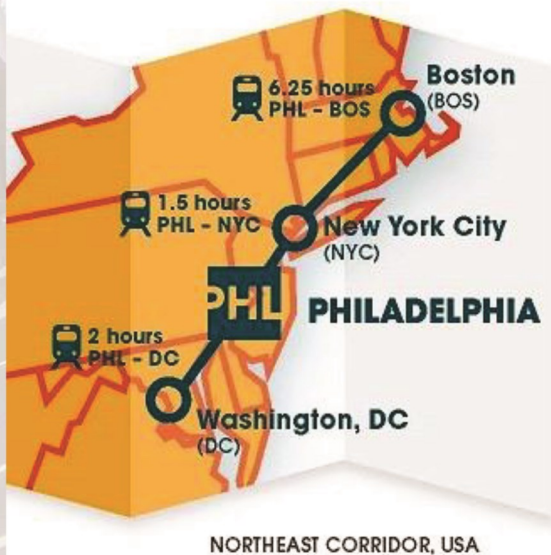 Boston
(BOS)
6.25 hours
PHL - BOS
1.5 hours
PHL - NYC
New York City
(NYC)
PHL
PHILADELPHIA
2 hours
PHL - DC
Washington, DC
(DC)
NORTHEAST CORRIDOR, USA